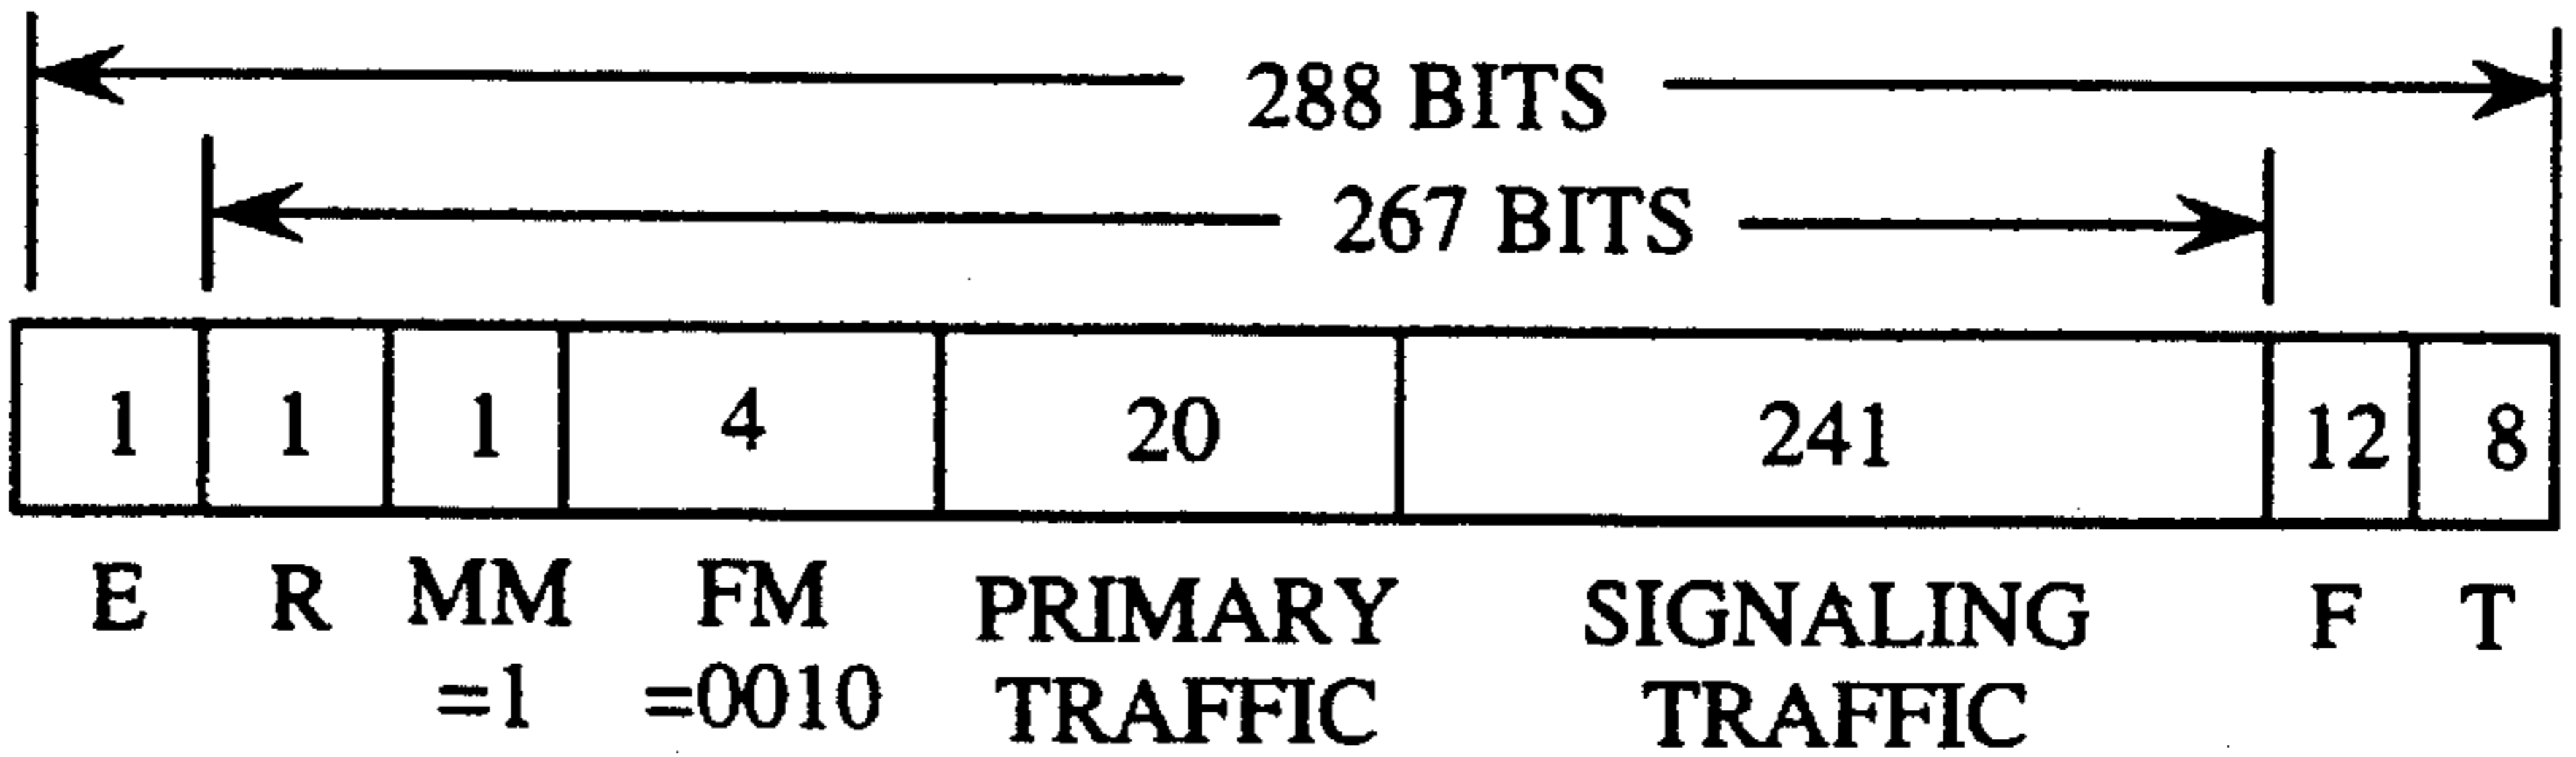 288 BITS
267 BITS
1 1 1 4 20 241 12 8
E R MM FM PRIMARY SIGNALING F T
=1 =0010 TRAFFIC TRAFFIC